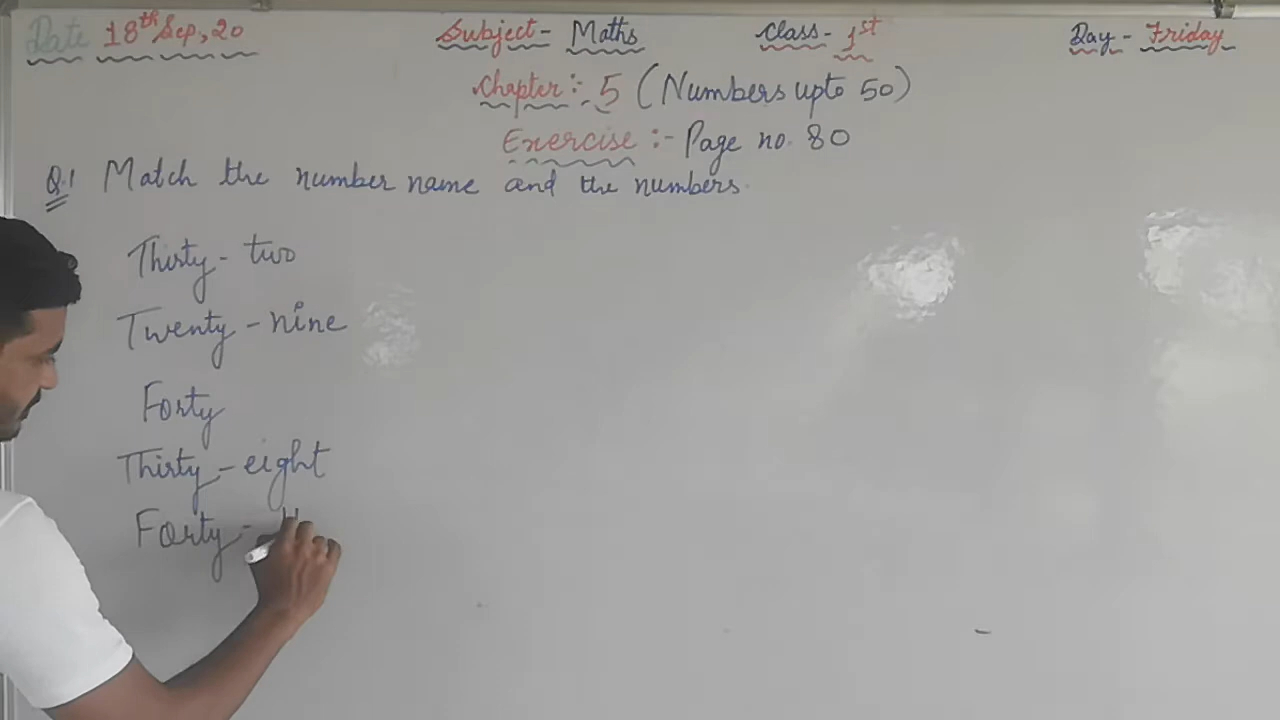 Date 18th Sep, 20 Subject- Maths Class- 1st Day- Friday
Chapter:- 5 (Numbers upto 50)
Exercise:- Page no. 80
Q.1 Match the number name and the numbers.
Thirty-two
Twenty-nine
Forty
Thirty-eight
Forty-